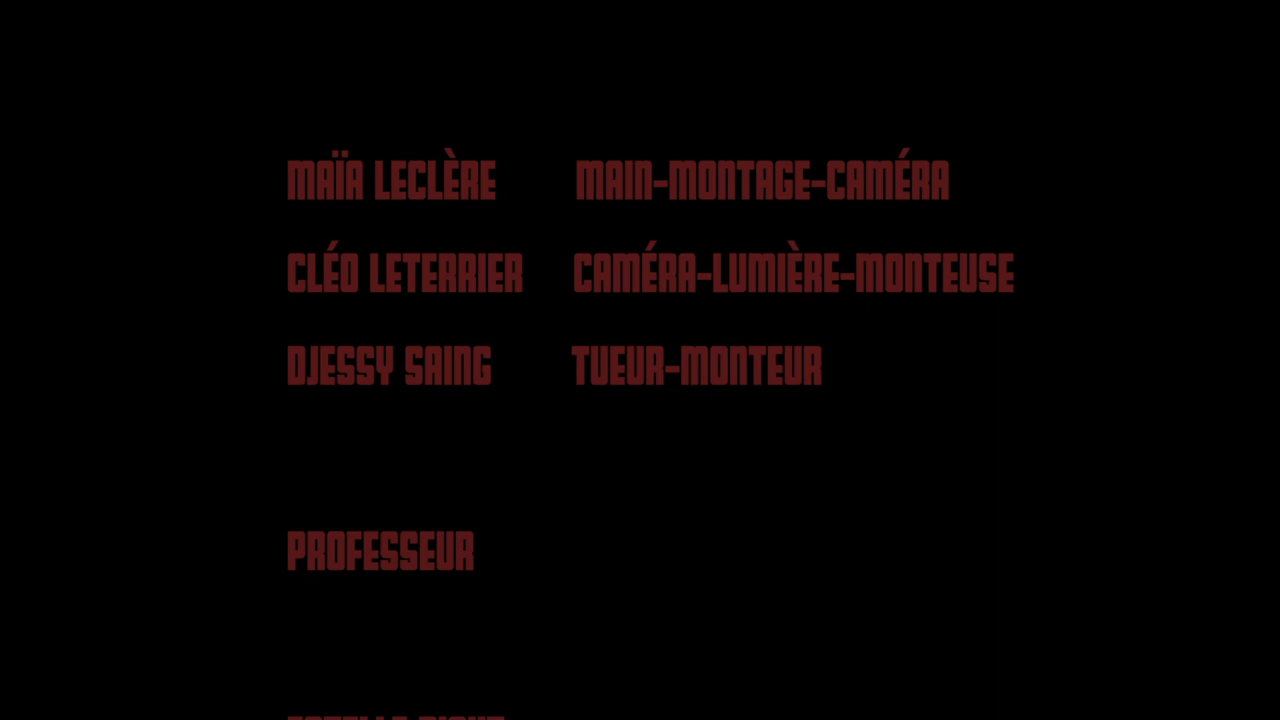 MAÏA LECLÈRE MAIN-MONTAGE-CAMÉRA
CLÉO LETERRIER CAMÉRA-LUMIÈRE-MONTEUSE
DJESSY SAING TUEUR-MONTEUR
PROFESSEUR